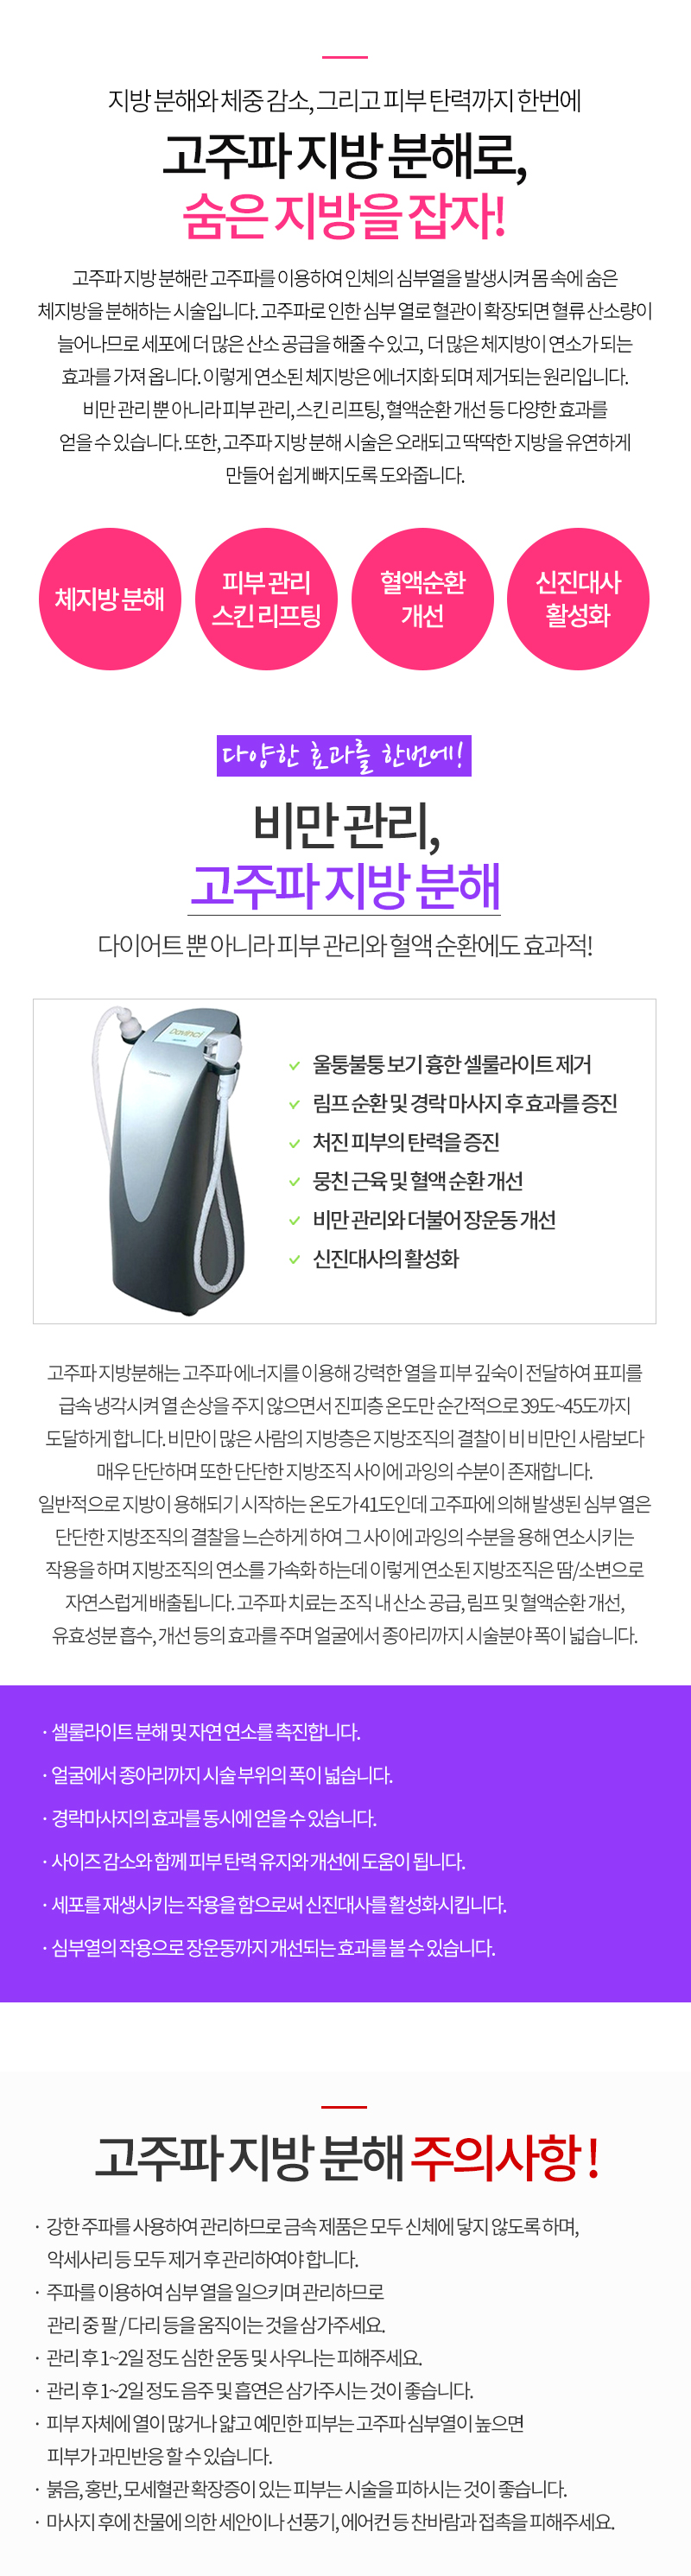 지방 분해와 체중 감소, 그리고 피부 탄력까지 한번에
고주파 지방 분해로,
숨은 지방을 잡자!
고주파 지방 분해란 고주파를 이용하여 인체의 심부열을 발생시켜 몸 속에 숨은
체지방을 분해하는 시술입니다. 고주파로 인한 심부 열로 혈관이 확장되면 혈류 산소량이
늘어나므로 세포에 더 많은 산소 공급을 해줄 수 있고, 더 많은 체지방이 연소가 되는
효과를 가져 옵니다. 이렇게 연소된 체지방은 에너지화 되며 제거되는 원리입니다.
비만 관리 뿐 아니라 피부 관리, 스킨 리프팅, 혈액순환 개선 등 다양한 효과를
얻을 수 있습니다. 또한, 고주파 지방 분해 시술은 오래되고 딱딱한 지방을 유연하게
만들어 쉽게 빠지도록 도와줍니다.
체지방 분해
피부 관리
스킨 리프팅
혈액순환
개선
신진대사
활성화
다양한 효과를 한번에!
비만 관리,
고주파 지방 분해
다이어트 뿐 아니라 피부 관리와 혈액 순환에도 효과적!
Davinci
울퉁불퉁 보기 흉한 셀룰라이트 제거
림프 순환 및 경락 마사지 후 효과를 증진
처진 피부의 탄력을 증진
뭉친 근육 및 혈액 순환 개선
비만 관리와 더불어 장운동 개선
신진대사의 활성화
고주파 지방분해는 고주파 에너지를 이용해 강력한 열을 피부 깊숙이 전달하여 표피를
급속 냉각시켜 열 손상을 주지 않으면서 진피층 온도만 순간적으로 39도~45도까지
도달하게 합니다. 비만이 많은 사람의 지방층은 지방조직의 결찰이 비 비만인 사람보다
매우 단단하며 또한 단단한 지방조직 사이에 과잉의 수분이 존재합니다.
일반적으로 지방이 용해되기 시작하는 온도가 41도인데 고주파에 의해 발생된 심부 열은
단단한 지방조직의 결찰을 느슨하게 하여 그 사이에 과잉의 수분을 용해 연소시키는
작용을 하며 지방조직의 연소를 가속화 하는데 이렇게 연소된 지방조직은 땀/소변으로
자연스럽게 배출됩니다. 고주파 치료는 조직 내 산소 공급, 림프 및 혈액순환 개선,
유효성분 흡수, 개선 등의 효과를 주며 얼굴에서 종아리까지 시술분야 폭이 넓습니다.
· 셀룰라이트 분해 및 자연 연소를 촉진합니다.
· 얼굴에서 종아리까지 시술 부위의 폭이 넓습니다.
· 경락마사지의 효과를 동시에 얻을 수 있습니다.
· 사이즈 감소와 함께 피부 탄력 유지와 개선에 도움이 됩니다.
· 세포를 재생시키는 작용을 함으로써 신진대사를 활성화시킵니다.
· 심부열의 작용으로 장운동까지 개선되는 효과를 볼 수 있습니다.
고주파 지방 분해 주의사항 !
· 강한 주파를 사용하여 관리하므로 금속 제품은 모두 신체에 닿지 않도록 하며,
악세사리 등 모두 제거 후 관리하여야 합니다.
· 주파를 이용하여 심부 열을 일으키며 관리하므로
관리 중 팔 / 다리 등을 움직이는 것을 삼가주세요.
· 관리 후 1~2일 정도 심한 운동 및 사우나는 피해주세요.
· 관리 후 1~2일 정도 음주 및 흡연은 삼가주시는 것이 좋습니다.
· 피부 자체에 열이 많거나 얇고 예민한 피부는 고주파 심부열이 높으면
피부가 과민반응 할 수 있습니다.
· 붉음, 홍반, 모세혈관 확장증이 있는 피부는 시술을 피하시는 것이 좋습니다.
· 마사지 후에 찬물에 의한 세안이나 선풍기, 에어컨 등 찬바람과 접촉을 피해주세요.